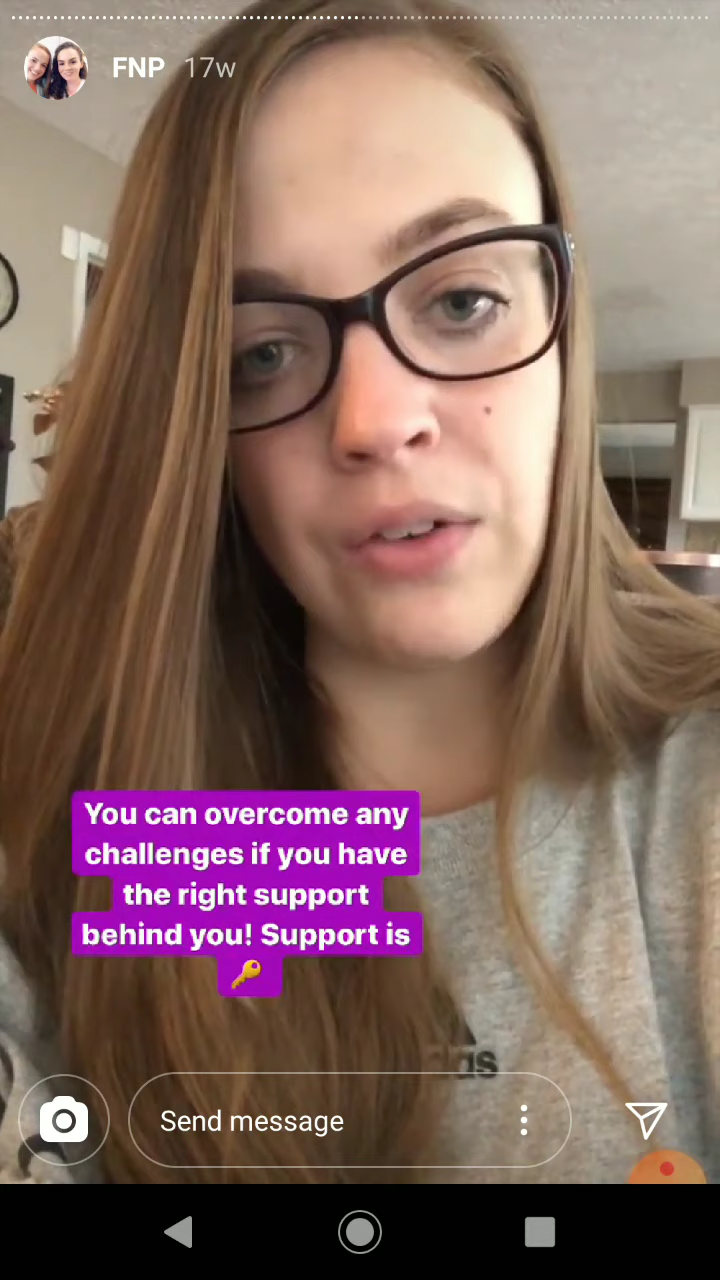 FNP 17w
You can overcome any
challenges if you have
the right support
behind you! Support is
🔑
Send message